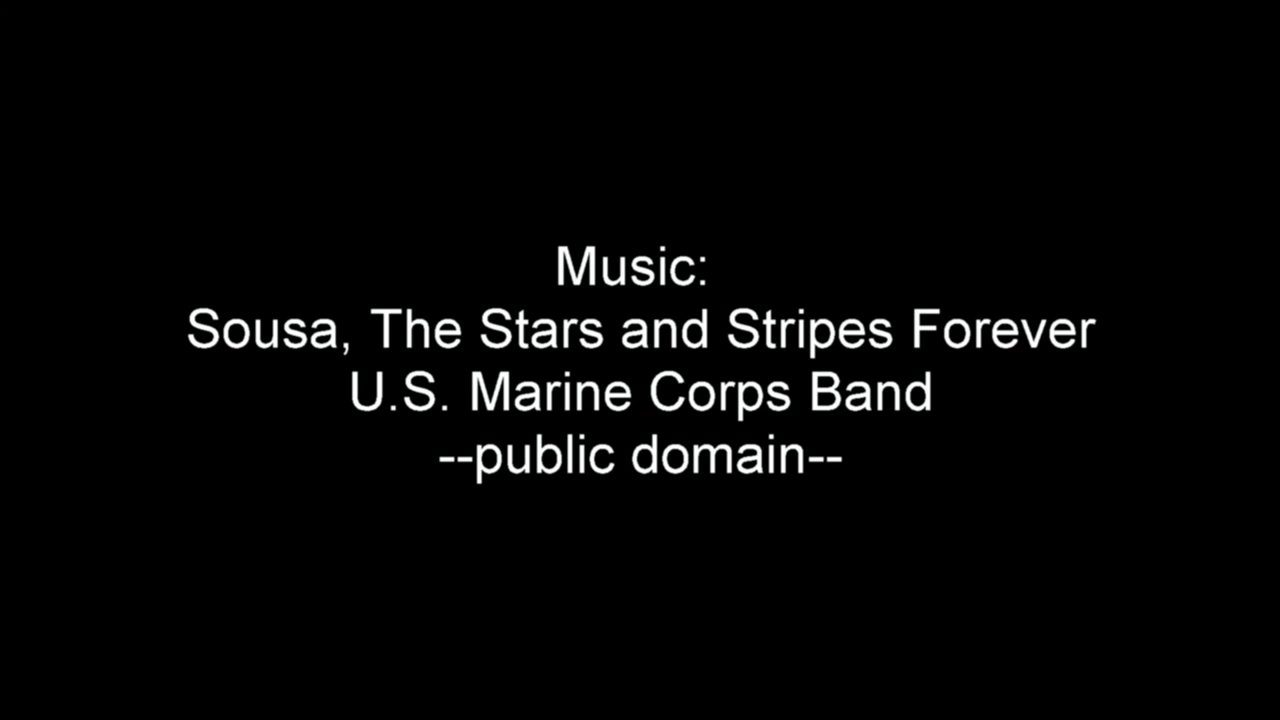 Music:
Sousa, The Stars and Stripes Forever
U.S. Marine Corps Band
--public domain--